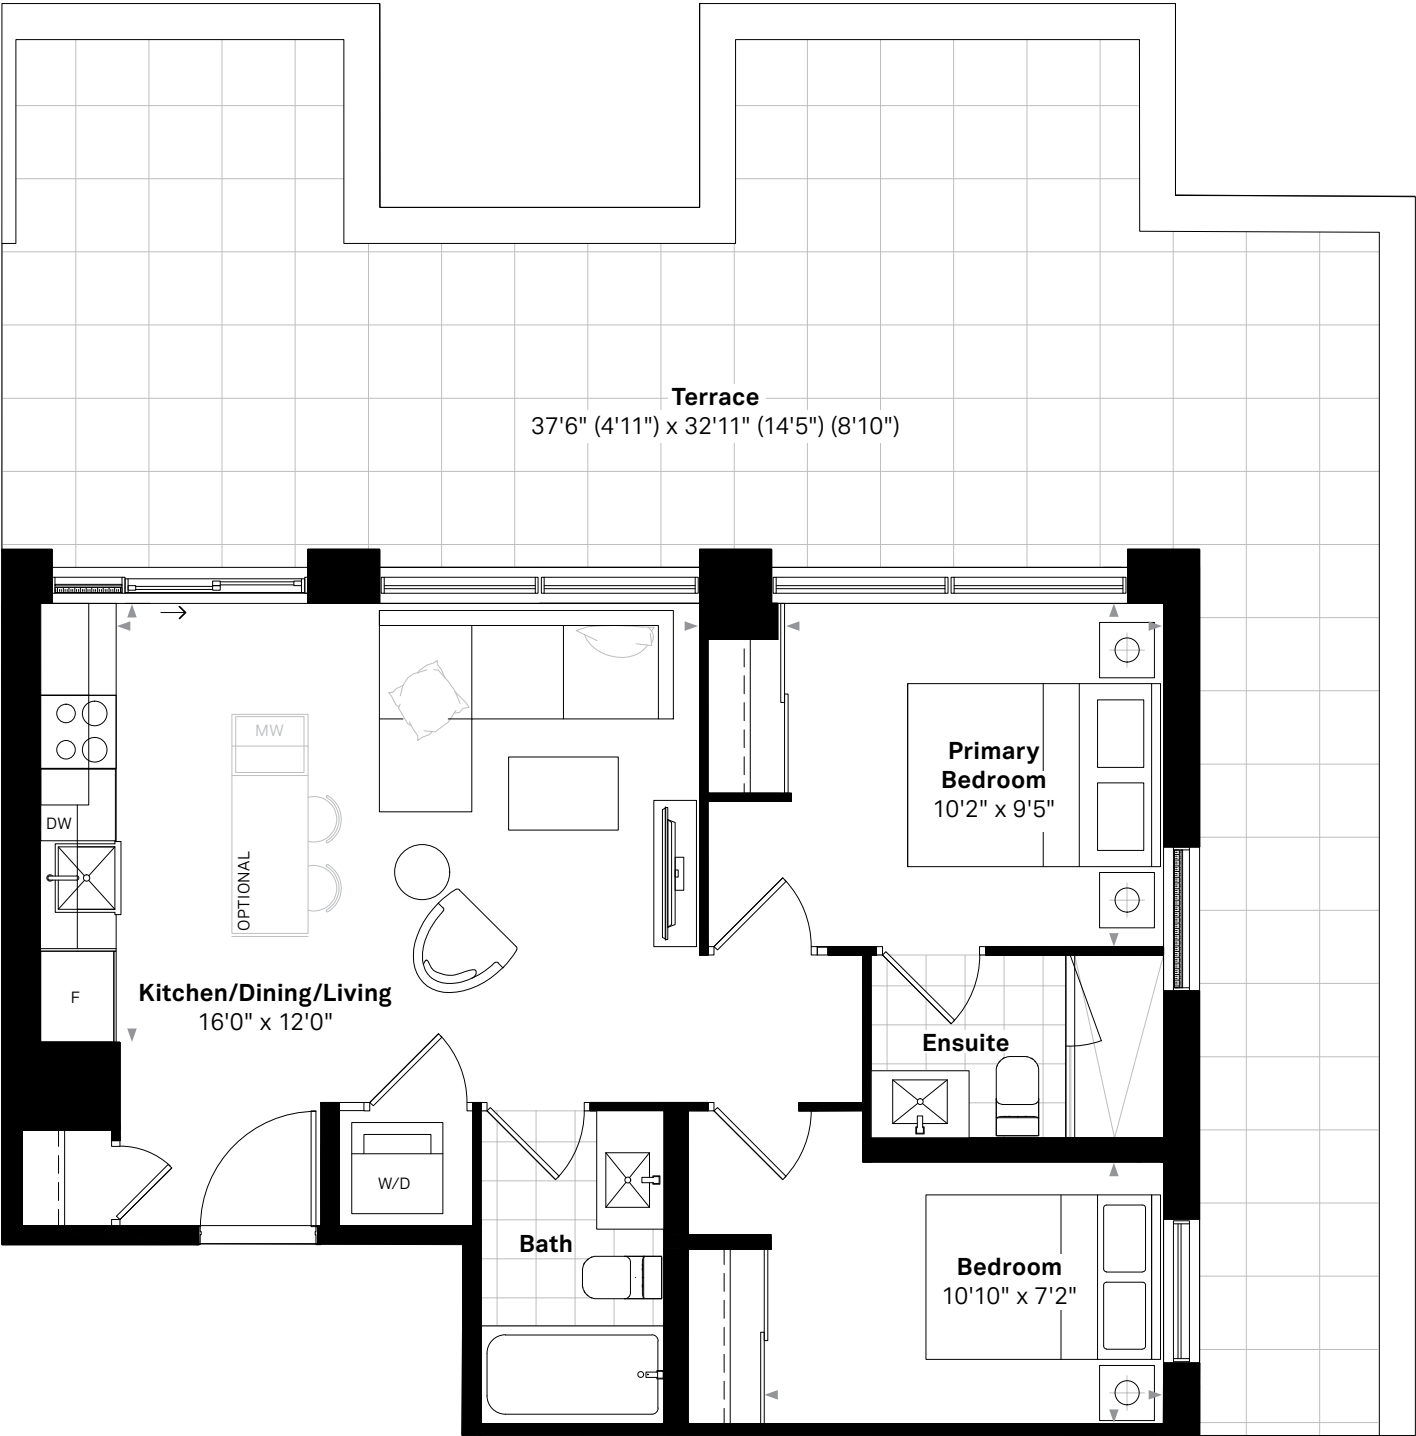 Terrace
37'6" (4'11") x 32'11" (14'5") (8'10")
MW
DW
OPTIONAL
F
Primary
Bedroom
10'2" x 9'5"
Kitchen/Dining/Living
16'0" x 12'0"
Ensuite
W/D
Bath
Bedroom
10'10" x 7'2"